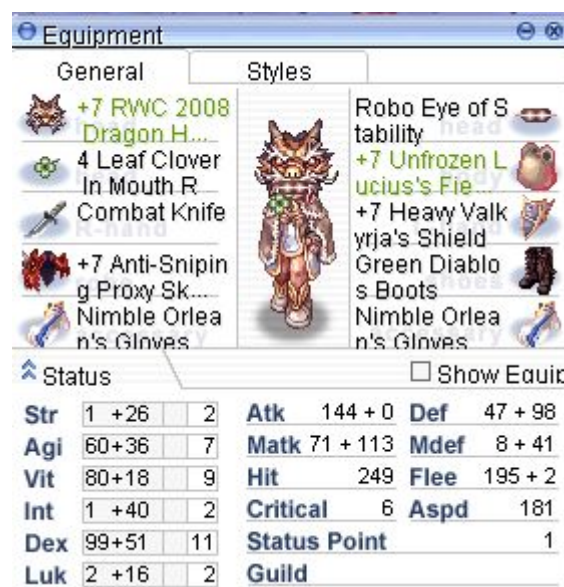 Equipment
General
Styles
+7 RWC 2008
Dragon H...
4 Leaf Clover
In Mouth R
Combat Knife
+7 Anti-Snipin
g Proxy Sk...
Nimble Orlea
n's Gloves
Robo Eye of S
tability
+7 Unfrozen L
ucius's Fie...
+7 Heavy Valk
yrja's Shield
Green Diablo
s Boots
Nimble Orlea
n's Gloves
Status
Show Equip
Str 1 +26 2 Atk 144 + 0 Def 47 + 98
Agi 60+36 7 Matk 71 + 113 Mdef 8 + 41
Vit 80+18 9 Hit 249 Flee 195 + 2
Int 1 +40 2 Critical 6 Aspd 181
Dex 99+51 11 Status Point 1
Luk 2 +16 2 Guild